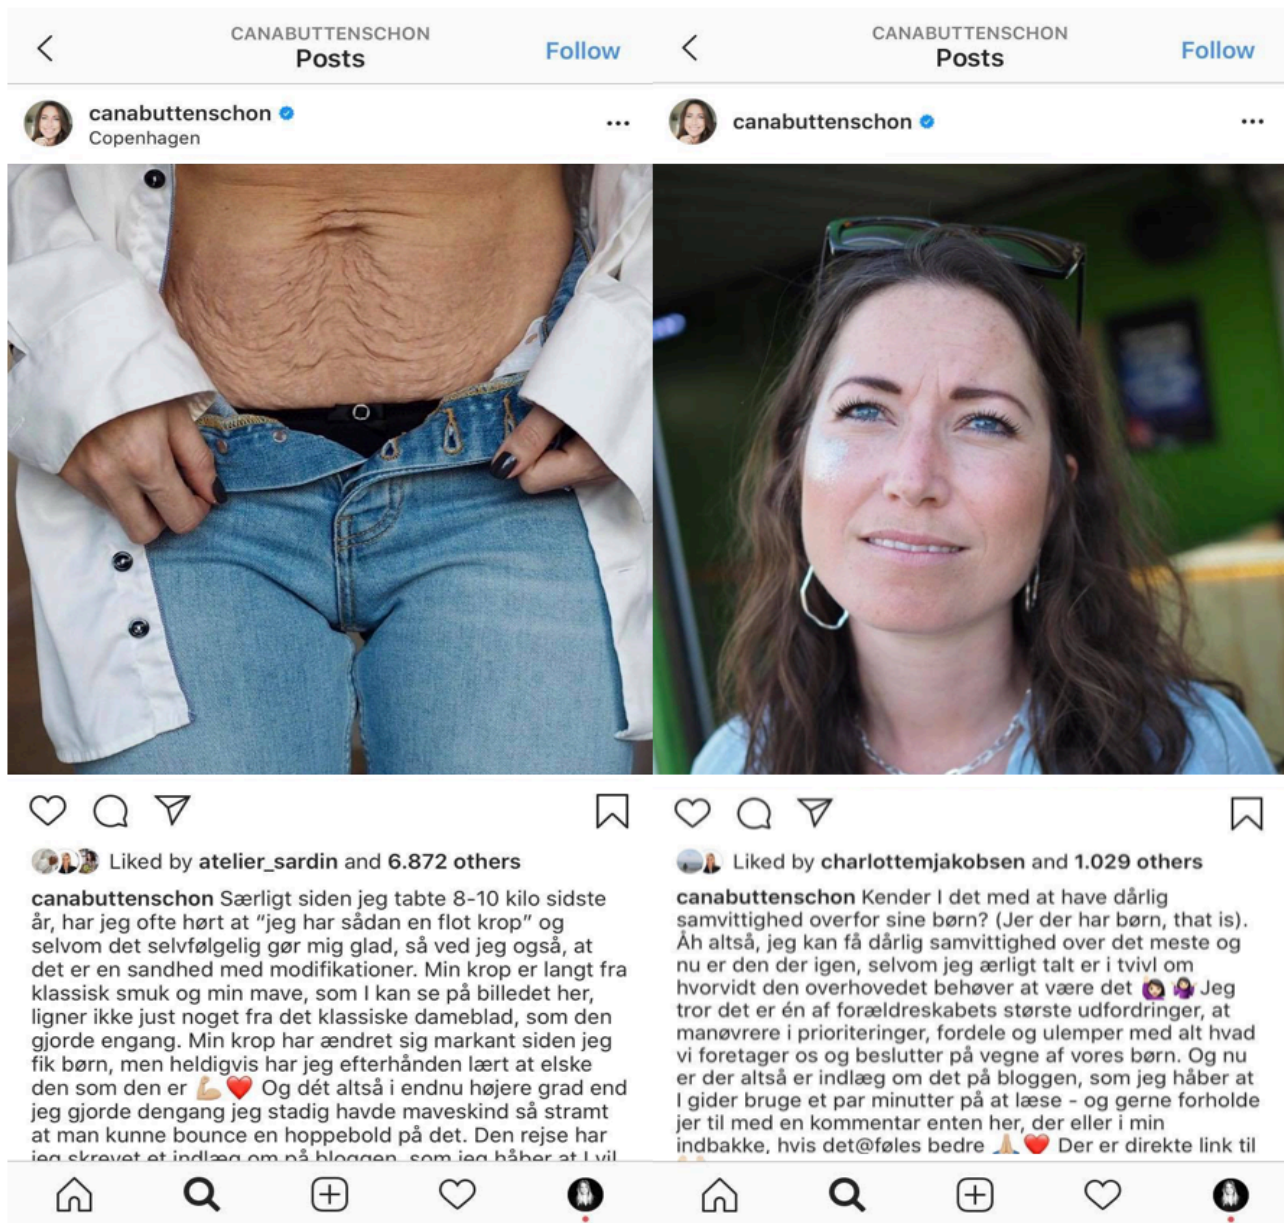 CANABUTTENSCHON
Posts
Follow
canabuttenschon
Copenhagen
Liked by atelier_sardin and 6.872 others
canabuttenschon Særligt siden jeg tabte 8-10 kilo sidste
år, har jeg ofte hørt at “jeg har sådan en flot krop” og
selvom det selvfølgelig gør mig glad, så ved jeg også, at
det er en sandhed med modifikationer. Min krop er langt fra
klassisk smuk og min mave, som I kan se på billedet her,
ligner ikke just noget fra det klassiske dameblad, som den
gjorde engang. Min krop har ændret sig markant siden jeg
fik børn, men heldigvis har jeg efterhånden lært at elske
den som den er 💪🏼❤️ Og dét altså i endnu højere grad end
jeg gjorde dengang jeg stadig havde maveskind så stramt
at man kunne bounce en hoppebold på det. Den rejse har
jeg skrevet et indlæg om på bloggen, som jeg håber at I vil
CANABUTTENSCHON
Posts
Follow
canabuttenschon
Liked by charlottemjakobsen and 1.029 others
canabuttenschon Kender I det med at have dårlig
samvittighed overfor sine børn? (Jer der har børn, that is).
Åh altså, jeg kan få dårlig samvittighed over det meste og
nu er den der igen, selvom jeg ærligt talt er i tvivl om
hvorvidt den overhovedet behøver at være det 🙋🏻‍♀️ 🤷🏻‍♀️ Jeg
tror det er én af forældreskabets største udfordringer, at
manøvrere i prioriteringer, fordele og ulemper med alt hvad
vi foretager os og beslutter på vegne af vores børn. Og nu
er der altså er indlæg om det på bloggen, som jeg håber at
I gider bruge et par minutter på at læse - og gerne forholde
jer til med en kommentar enten her, der eller i min
indbakke, hvis det@føles bedre 🙏🏼❤️ Der er direkte link til